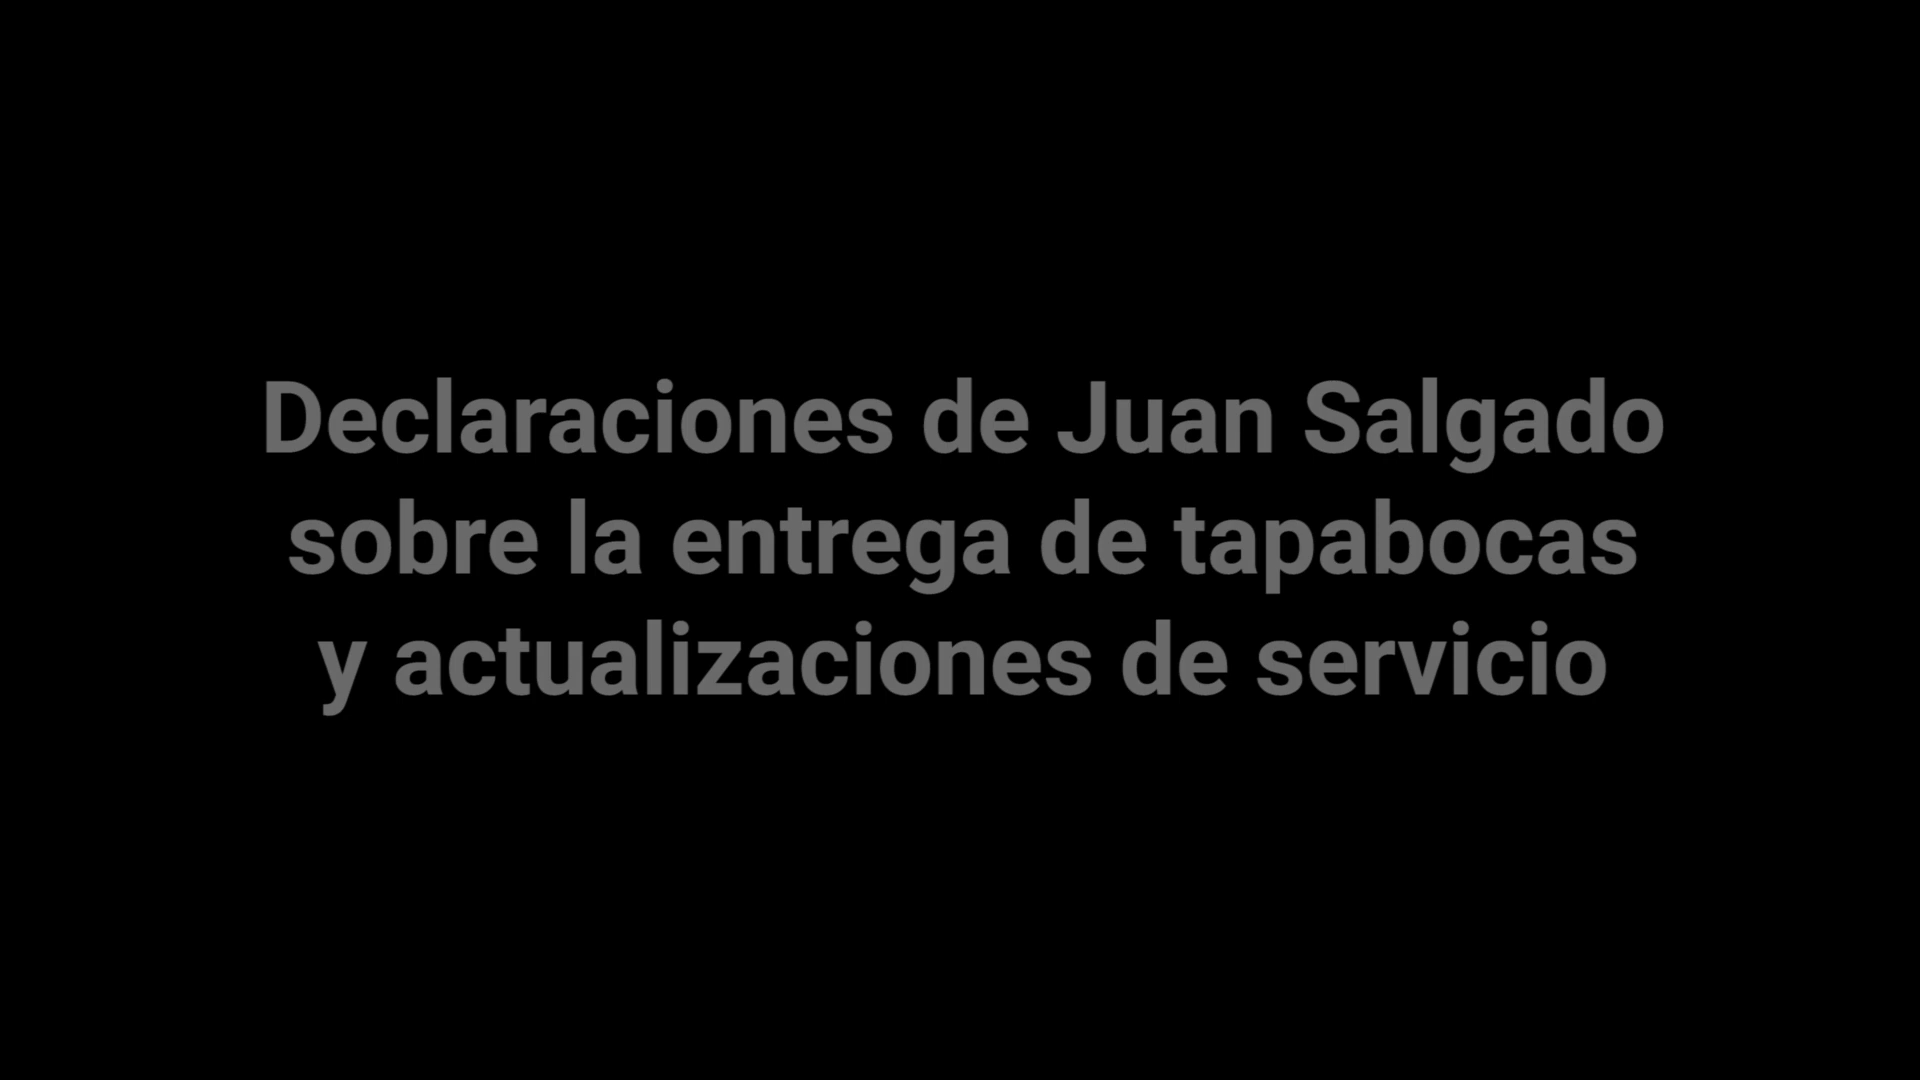 Declaraciones de Juan Salgado
sobre la entrega de tapabocas
y actualizaciones de servicio